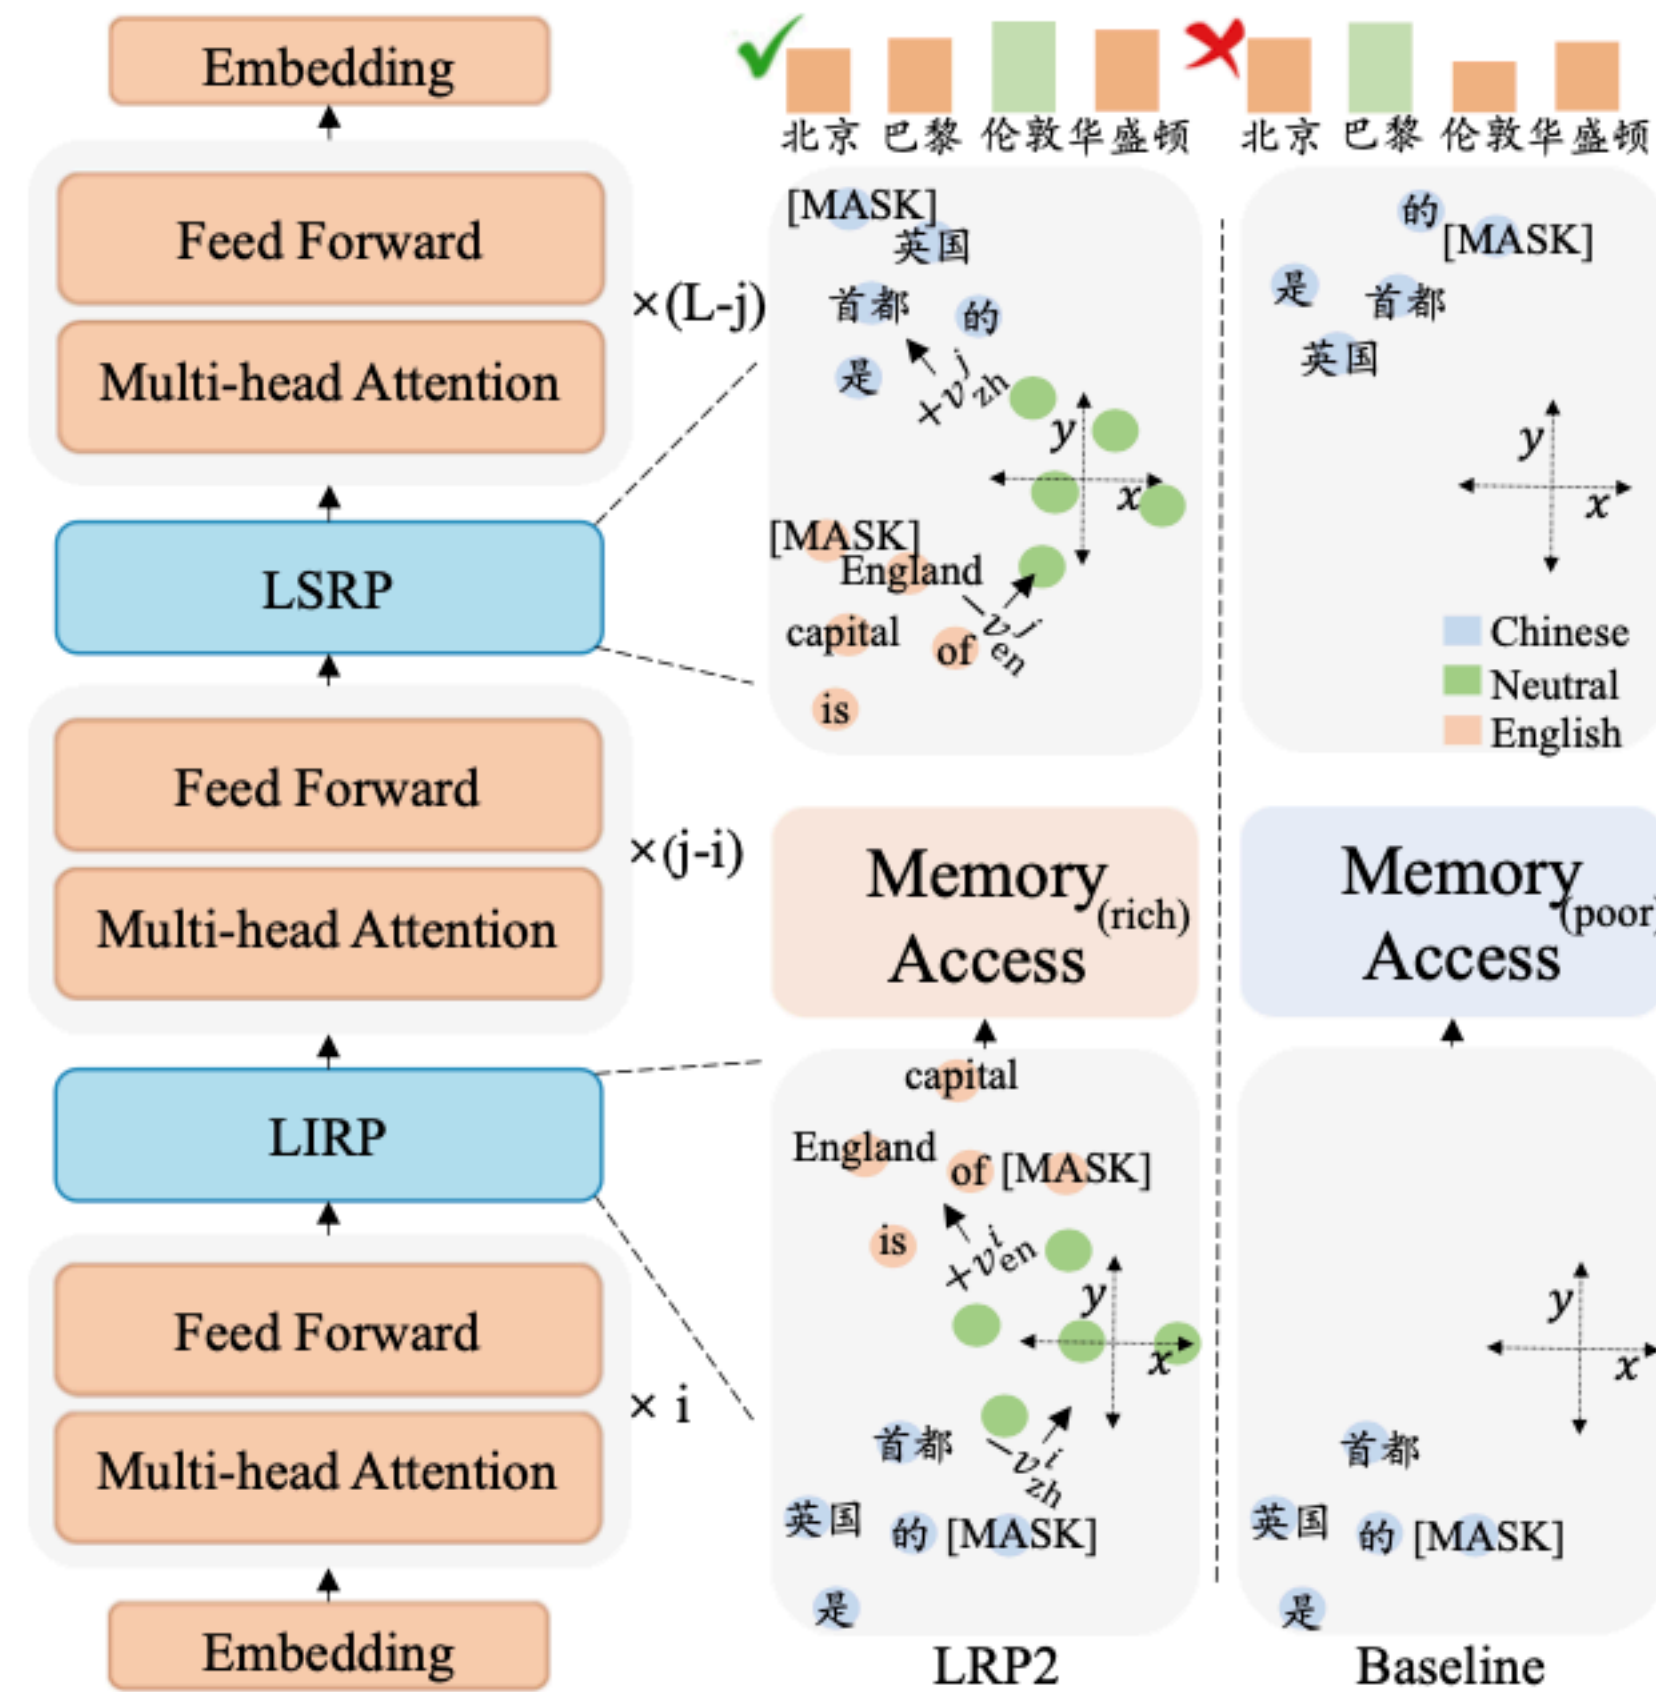 Embedding
Feed Forward
Multi-head Attention
×(L-j)
LSRP
Feed Forward
Multi-head Attention
×(j-i)
LIRP
Feed Forward
Multi-head Attention
× i
Embedding
北京 巴黎 伦敦 华盛顿
[MASK]
英国
首都
的
是
+v^j_zh
y
x
[MASK]
England
−v^j_en
capital
of
is
Memory
(rich)
Access
capital
England
of [MASK]
is
+v^i_en
y
x
−v^i_zh
首都
英国
的 [MASK]
是
LRP2
北京 巴黎 伦敦 华盛顿
的
[MASK]
是
首都
英国
y
x
Chinese
Neutral
English
Memory
(poor)
Access
y
x
首都
英国
的 [MASK]
是
Baseline